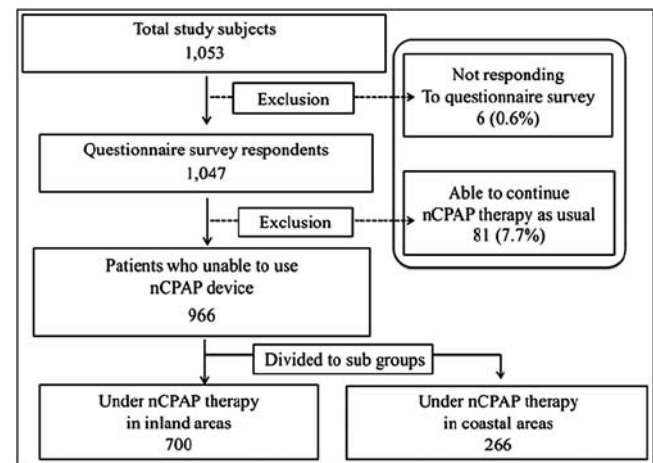 Total study subjects
1,053
Exclusion
Not responding
To questionnaire survey
6 (0.6%)
Questionnaire survey respondents
1,047
Exclusion
Able to continue
nCPAP therapy as usual
81 (7.7%)
Patients who unable to use
nCPAP device
966
Divided to sub groups
Under nCPAP therapy
in inland areas
700
Under nCPAP therapy
in coastal areas
266